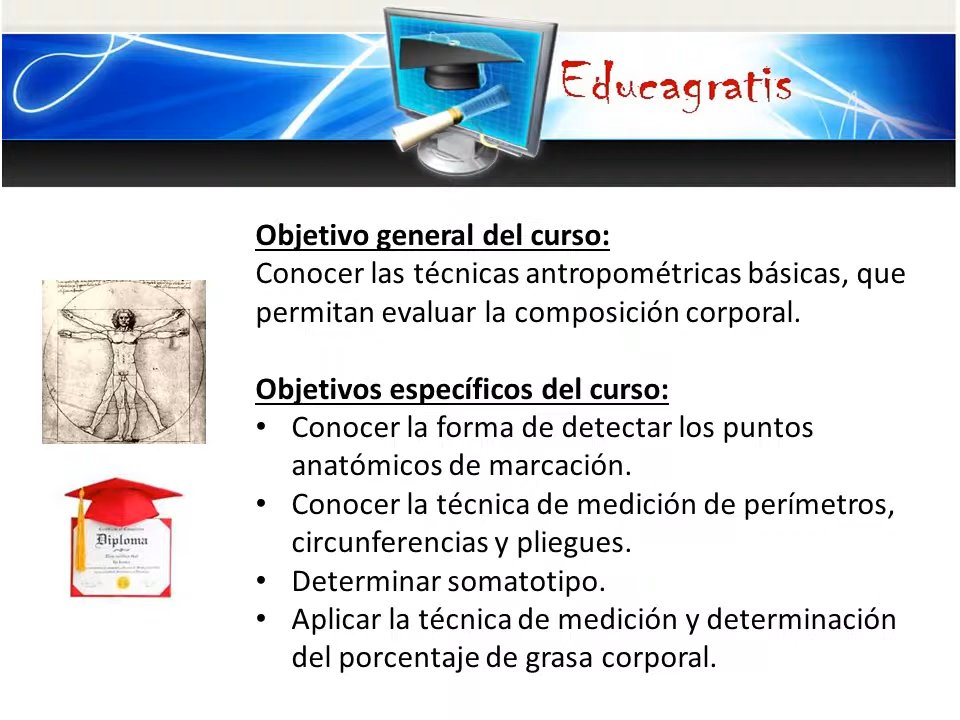 Educagratis
Objetivo general del curso:
Conocer las técnicas antropométricas básicas, que
permitan evaluar la composición corporal.
Objetivos específicos del curso:
• Conocer la forma de detectar los puntos
anatómicos de marcación.
• Conocer la técnica de medición de perímetros,
circunferencias y pliegues.
• Determinar somatotipo.
• Aplicar la técnica de medición y determinación
del porcentaje de grasa corporal.
Diploma